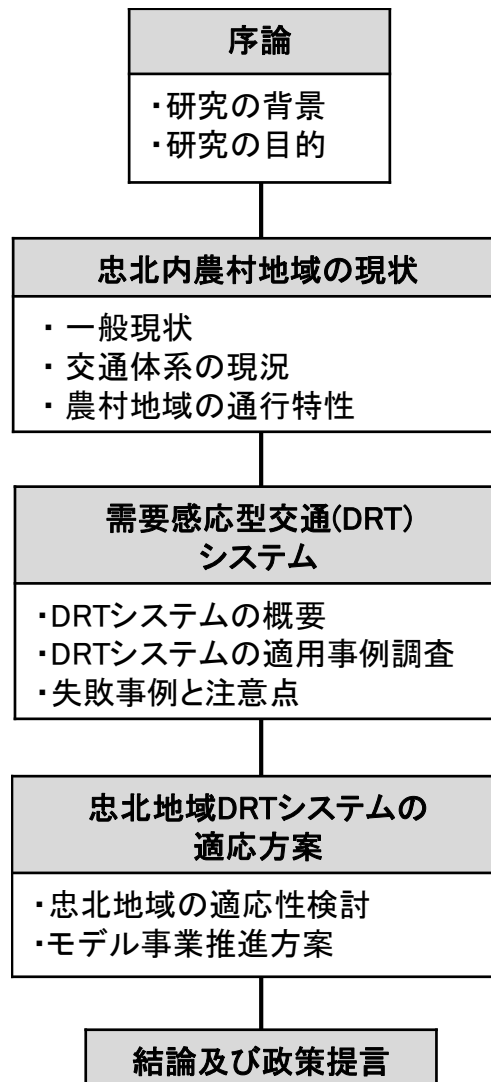 序論
・研究の背景
・研究の目的
忠北内農村地域の現状
・一般現状
・交通体系の現況
・農村地域の通行特性
需要感応型交通(DRT)
システム
・DRTシステムの概要
・DRTシステムの適用事例調査
・失敗事例と注意点
忠北地域DRTシステムの
適応方案
・忠北地域の適応性検討
・モデル事業推進方案
結論及び政策提言